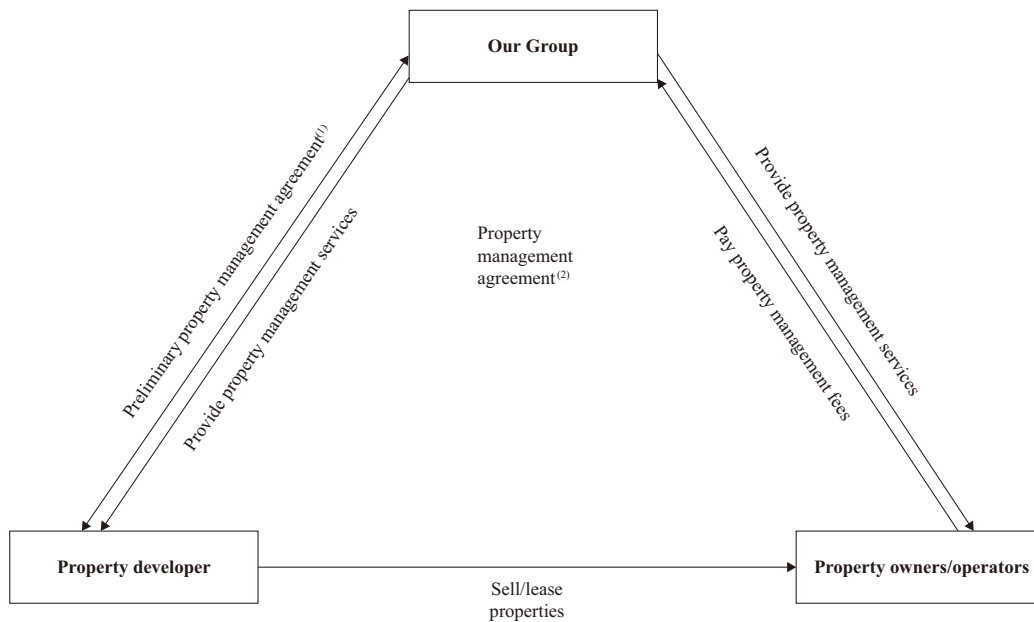 Our Group
Preliminary property management agreement(1)
Provide property management services
Property
management
agreement(2)
Provide property management services
Pay property management fees
Property developer
Property owners/operators
Sell/lease
properties